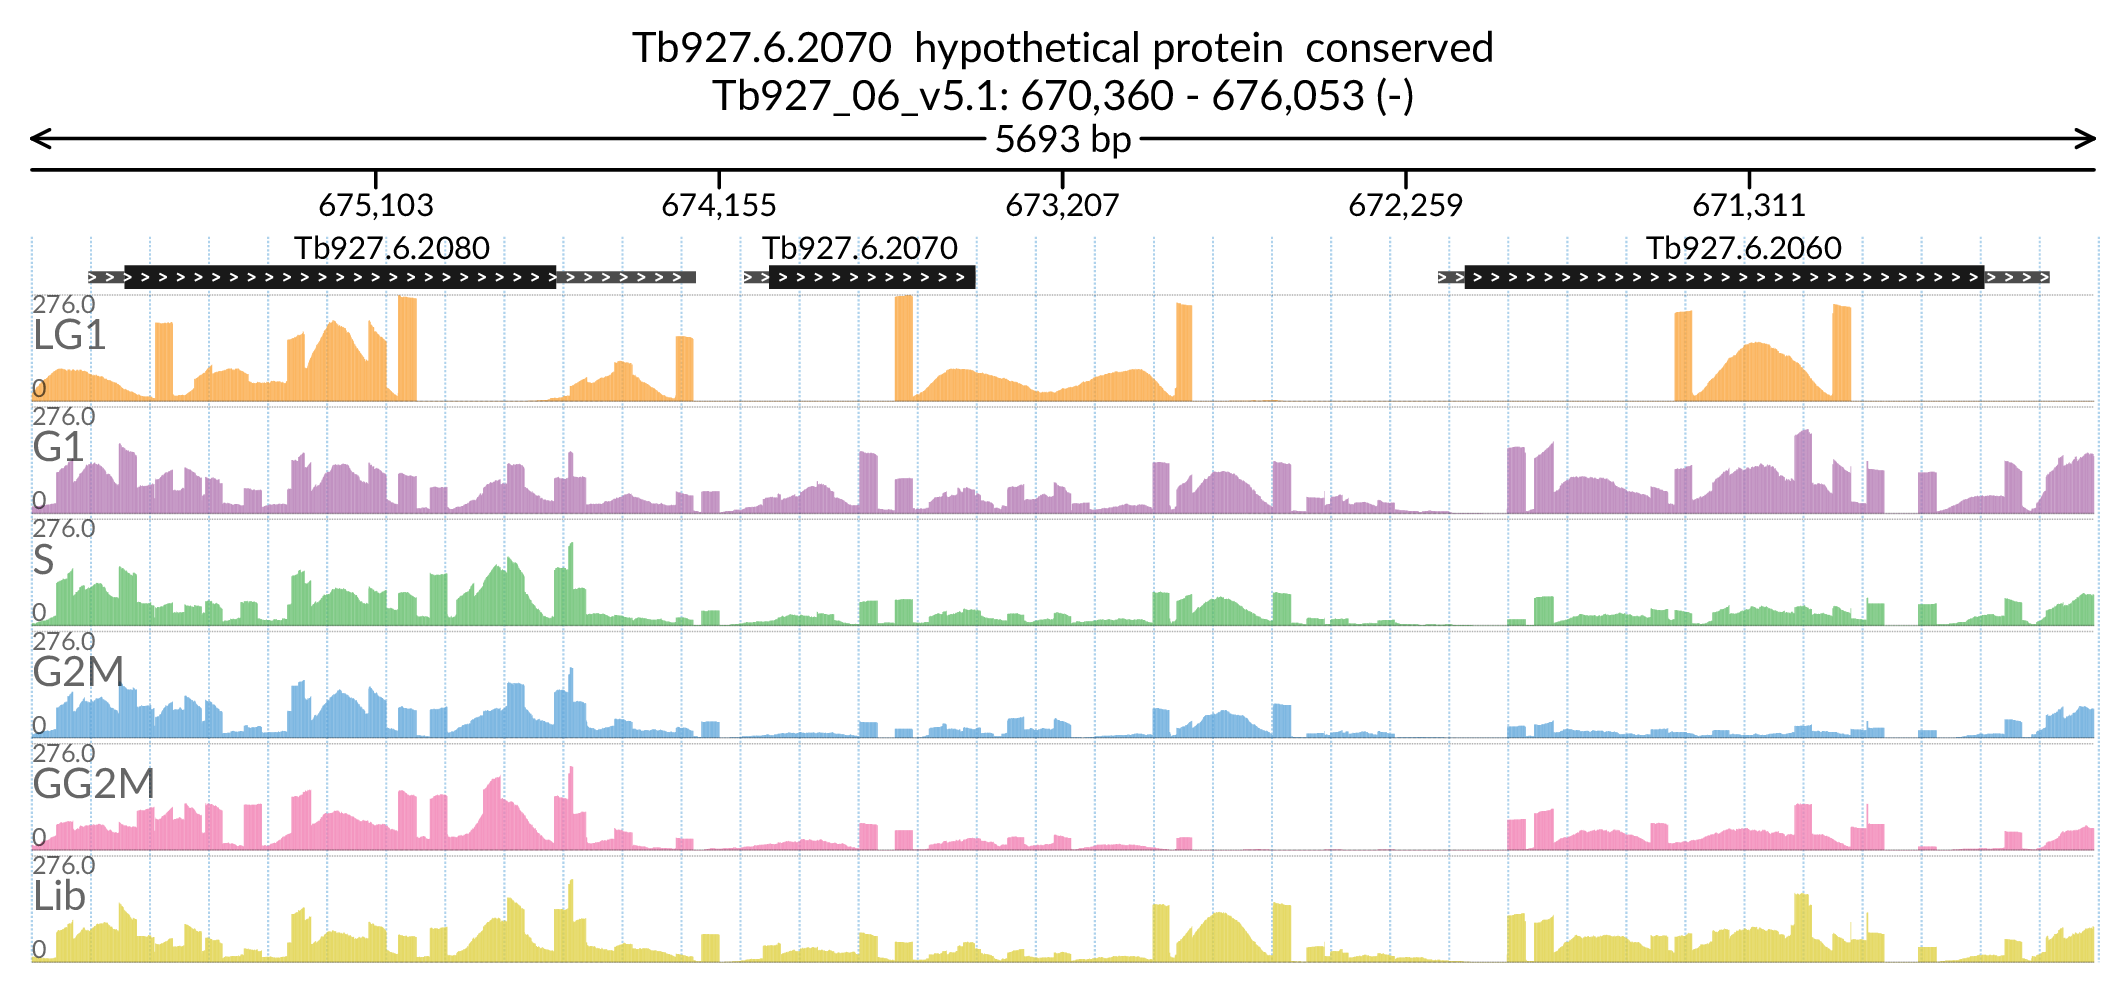 Tb927.6.2070 hypothetical protein conserved
Tb927_06_v5.1: 670,360 - 676,053 (-)
5693 bp
675,103 674,155 673,207 672,259 671,311
Tb927.6.2080 Tb927.6.2070 Tb927.6.2060
276.0
LG1
0
276.0
G1
0
276.0
S
0
276.0
G2M
0
276.0
GG2M
0
276.0
Lib
0